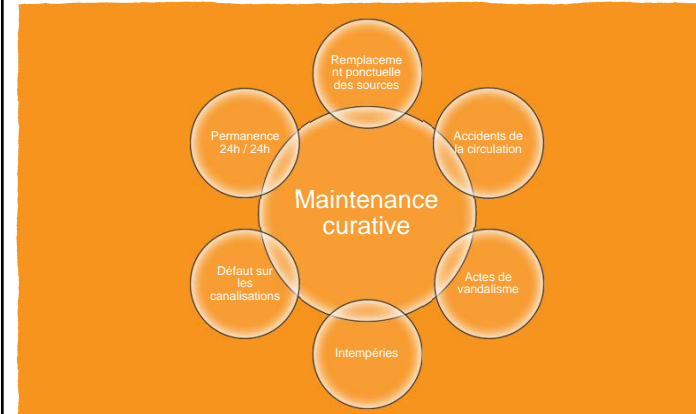 Remplaceme
nt ponctuelle
des sources
Permanence
24h / 24h
Accidents de
la circulation
Maintenance
curative
Défaut sur
les
canalisations
Actes de
vandalisme
Intempéries